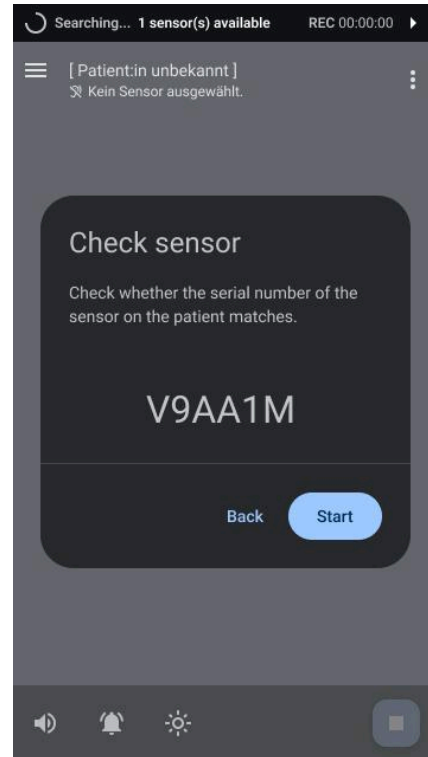 Searching... 1 sensor(s) available REC 00:00:00
[ Patient:in unbekannt ]
Kein Sensor ausgewählt.
Check sensor
Check whether the serial number of the
sensor on the patient matches.
V9AA1M
Back Start